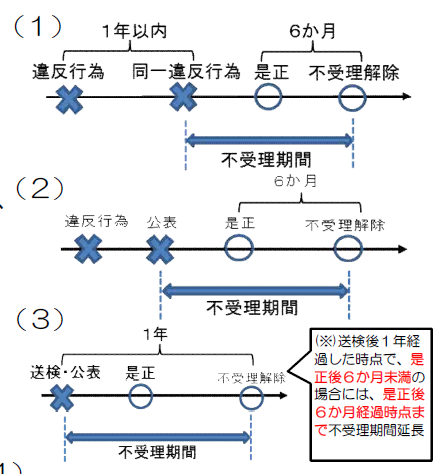 （１）
１年以内
６か月
違反行為
同一違反行為
是正
不受理解除
不受理期間
（２）
６か月
違反行為
公表
是正
不受理解除
不受理期間
（３）
１年
送検・公表
是正
不受理解除
不受理期間
(※)送検後１年経
過した時点で、是
正後６か月未満の
場合には、是正後
６か月経過時点ま
で不受理期間延長